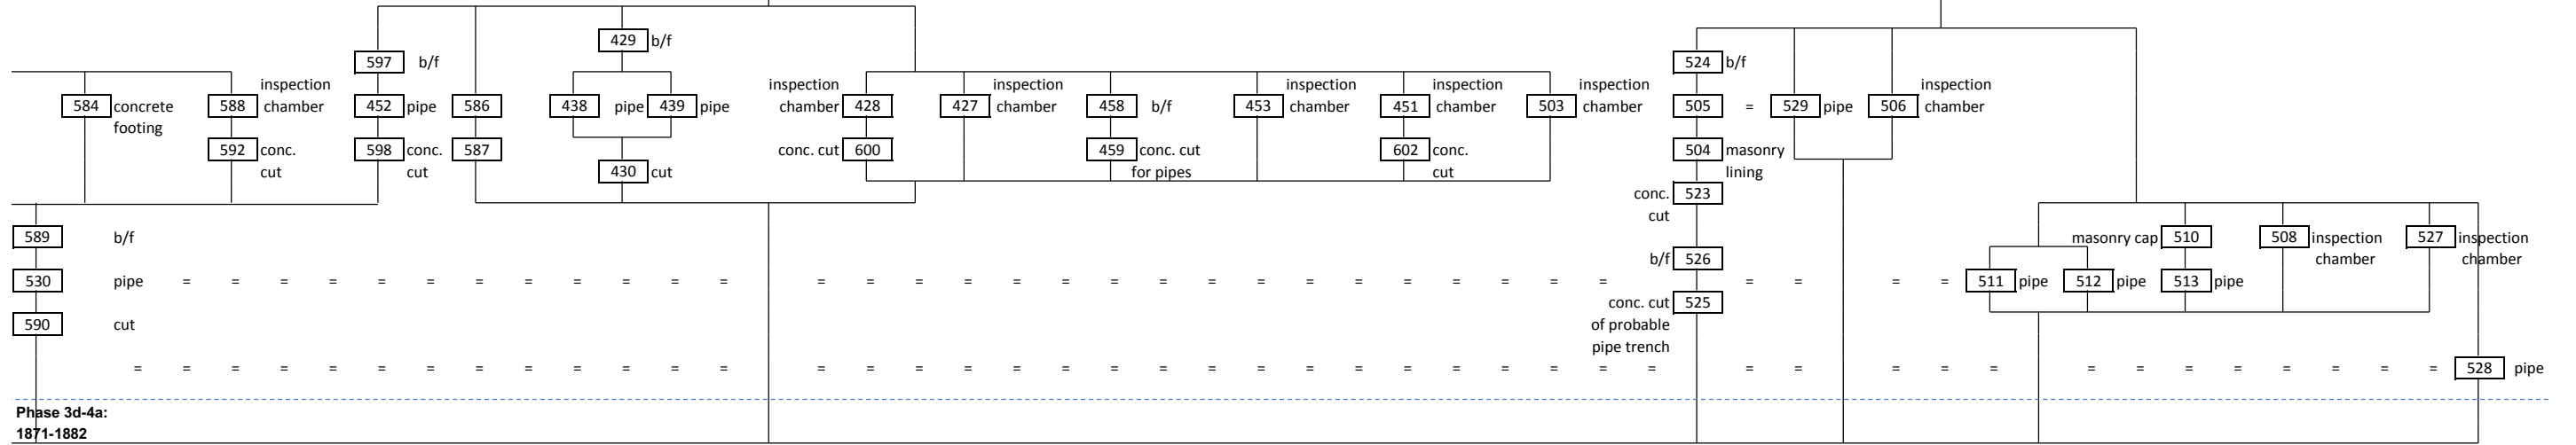 429 b/f
597 b/f
524 b/f
inspection inspection inspection inspection inspection inspection inspection
584 concrete 588 chamber 452 pipe 586 438 pipe 439 pipe chamber 428 427 chamber 458 b/f 453 chamber 451 chamber 503 chamber 505 = 529 pipe 506 chamber
footing
592 conc. 598 conc. 587 conc. cut 600 459 conc. cut 602 conc. 504 masonry
cut cut 430 cut for pipes cut lining
conc. 523
cut
589 b/f masonry cap 510 508 inspection 527 inspection
b/f 526 chamber chamber
530 pipe = = = = = = = = = = = = = = = = = = = = = = = = = = = = = = = = = 511 pipe 512 pipe 513 pipe
conc. cut 525
590 cut of probable
pipe trench
= = = = = = = = = = = = = = = = = = = = = = = = = = = = = = = = = = = = = = = = = = = = 528 pipe
Phase 3d-4a:
1871-1882